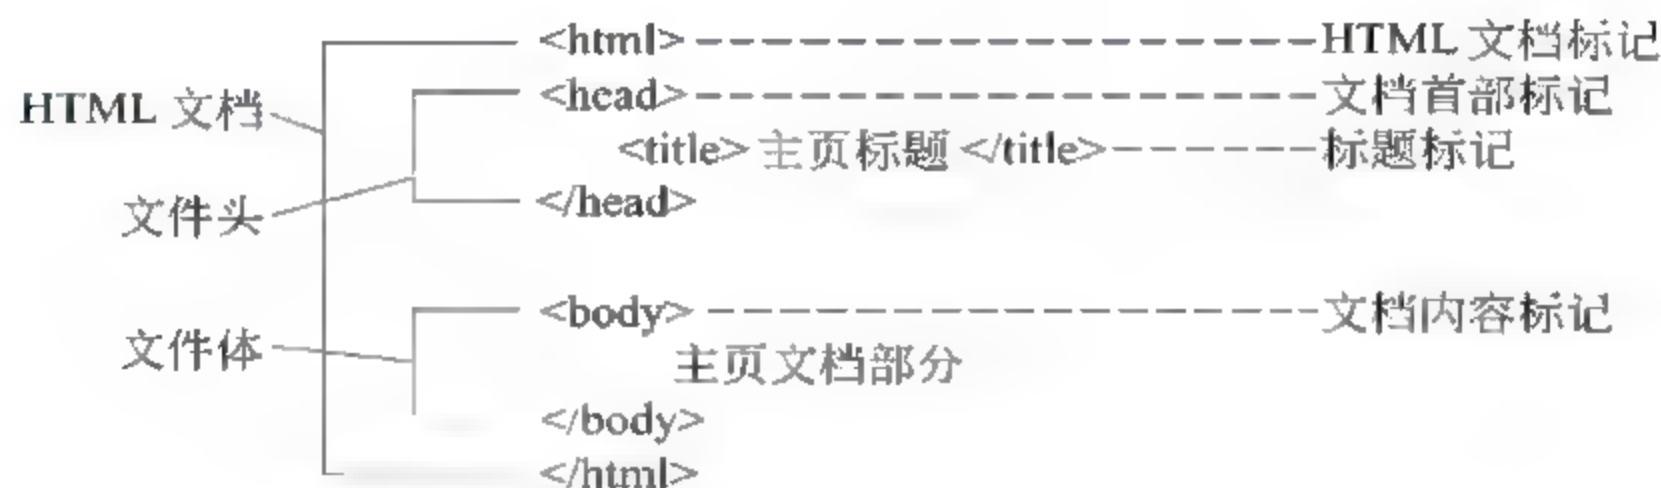 <html> HTML 文档标记
HTML 文档 <head> 文档首部标记
<title> 主页标题 </title> 标题标记
文件头 </head>
<body> 文档内容标记
文件体 主页文档部分
</body>
</html>